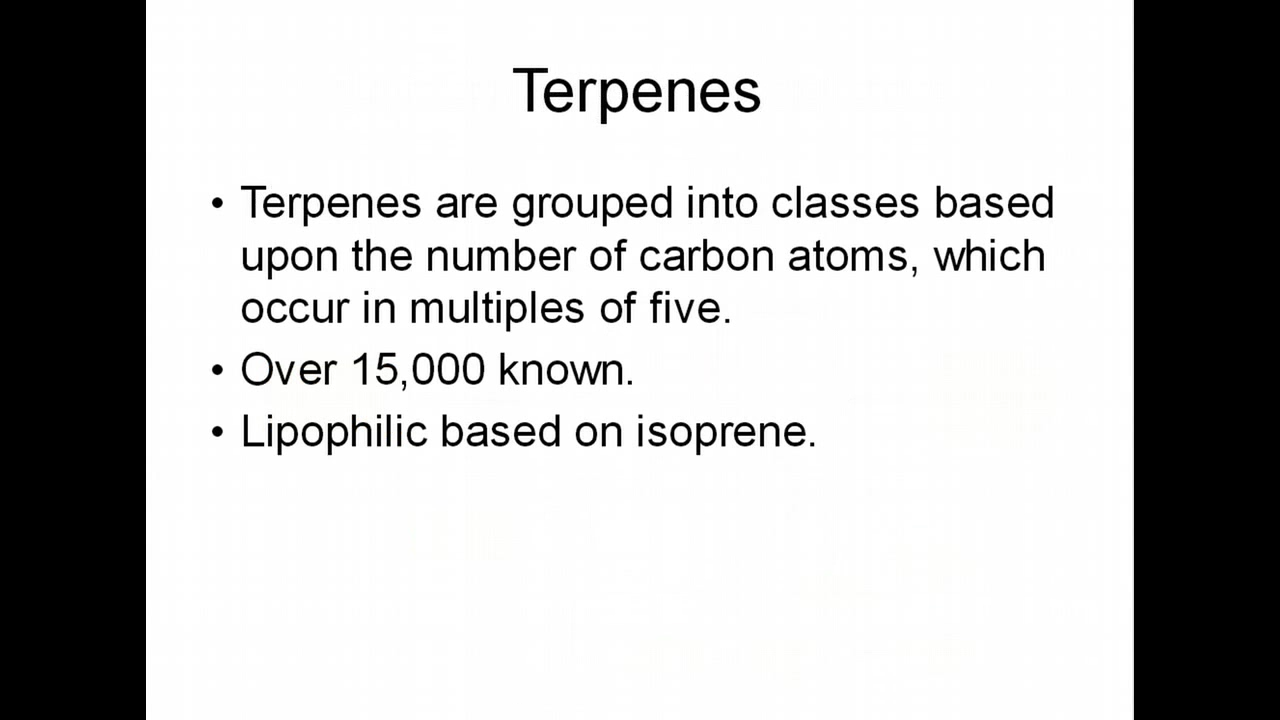 Terpenes
• Terpenes are grouped into classes based
upon the number of carbon atoms, which
occur in multiples of five.
• Over 15,000 known.
• Lipophilic based on isoprene.